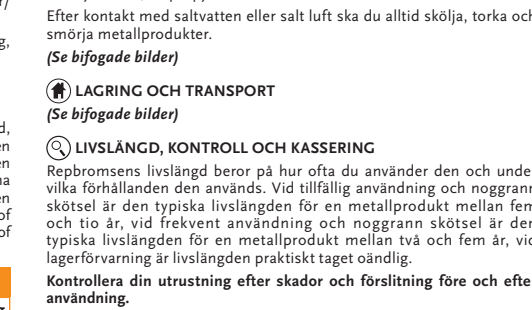 Efter kontakt med saltvatten eller salt luft ska du alltid skölja, torka och
smörja metallprodukter.
(Se bifogade bilder)
LAGRING OCH TRANSPORT
(Se bifogade bilder)
LIVSLÄNGD, KONTROLL OCH KASSERING
Repbromsens livslängd beror på hur ofta du använder den och under
vilka förhållanden den används. Vid tillfällig användning och noggrann
skötsel är den typiska livslängden för en metallprodukt mellan fem
och tio år, vid frekvent användning och noggrann skötsel är den
typiska livslängden för en metallprodukt mellan två och fem år, vid
lagerförvaring är livslängden praktiskt taget oändlig.
Kontrollera din utrustning efter skador och förslitning före och efter
användning.